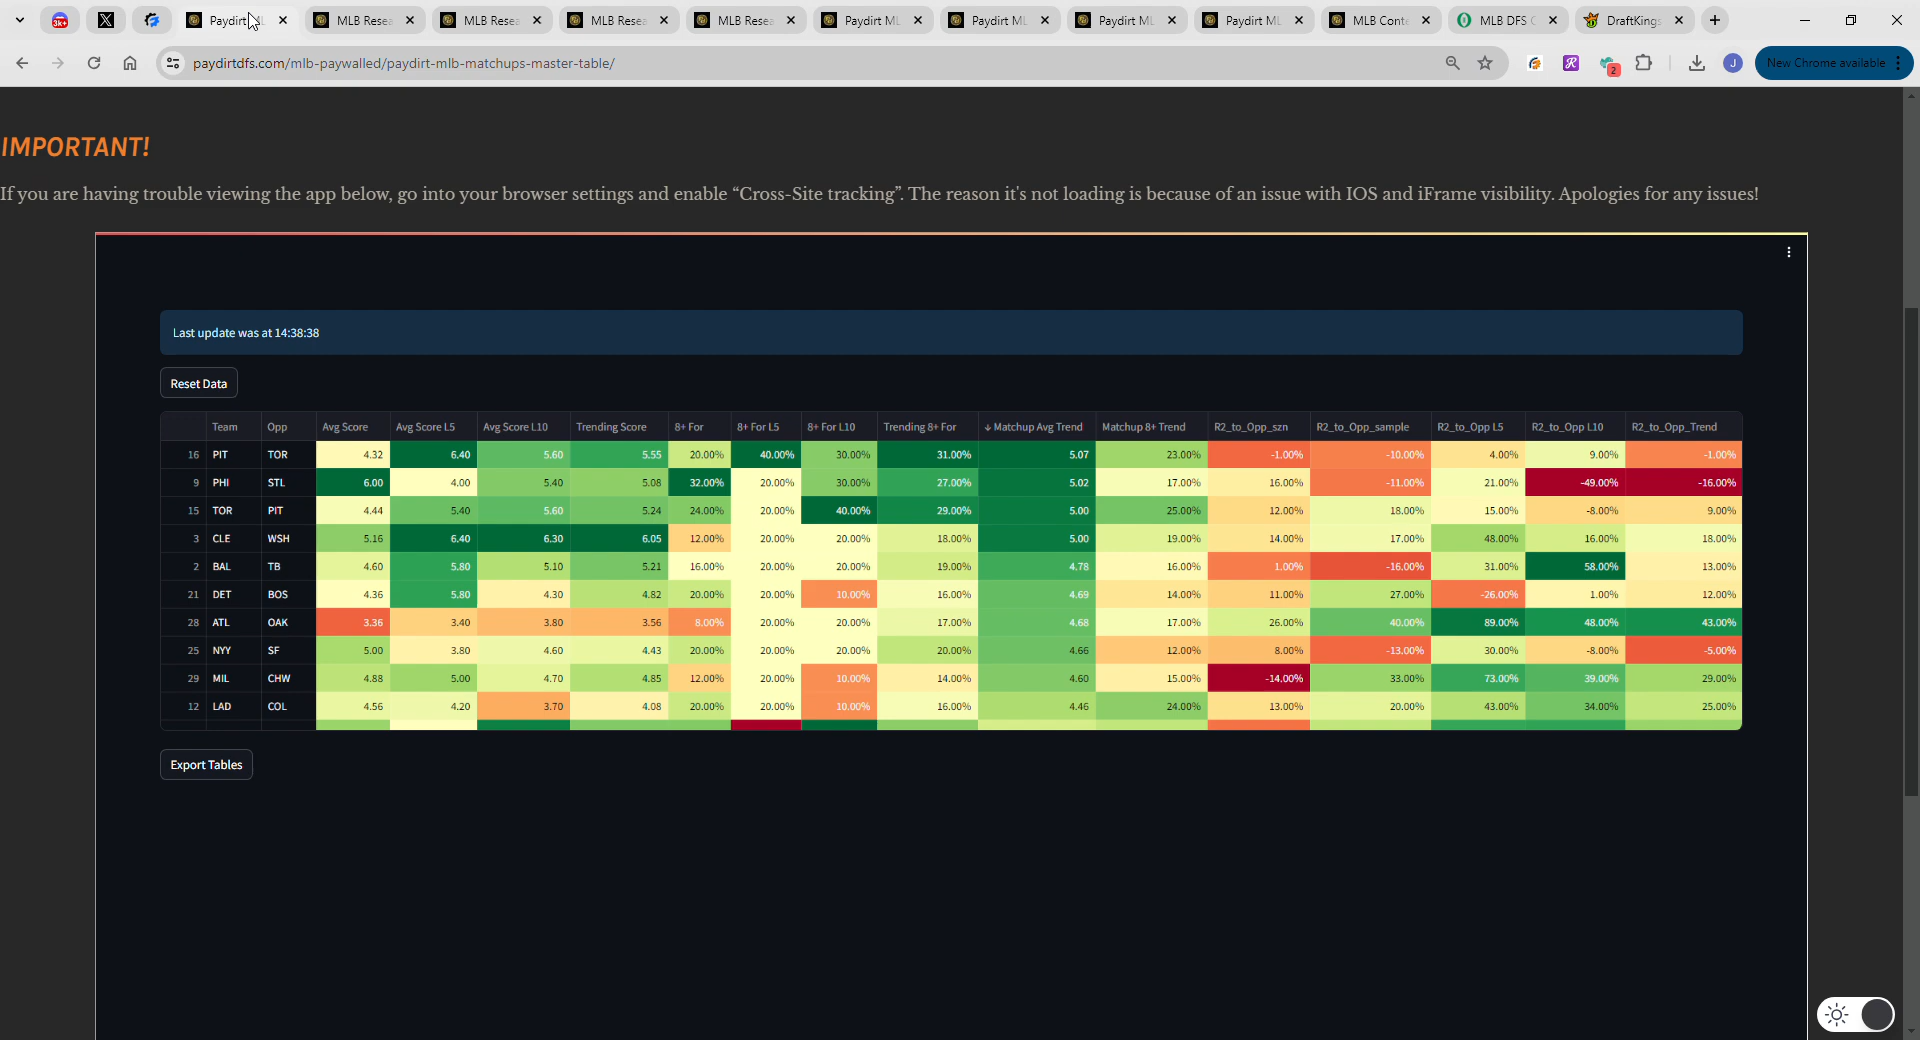 3k+
Paydirt ML
MLB Resea
MLB Resea
MLB Resea
MLB Resea
Paydirt ML
Paydirt ML
Paydirt ML
Paydirt ML
MLB Conte
MLB DFS
DraftKings
paydirtdfs.com/mlb-paywalled/paydirt-mlb-matchups-master-table/
2
J
New Chrome available
IMPORTANT!
If you are having trouble viewing the app below, go into your browser settings and enable “Cross-Site tracking”. The reason it's not loading is because of an issue with IOS and iFrame visibility. Apologies for any issues!
Last update was at 14:38:38
Reset Data
Team Opp Avg Score Avg Score L5 Avg Score L10 Trending Score 8+ For 8+ For L5 8+ For L10 Trending 8+ For ↓ Matchup Avg Trend Matchup 8+ Trend R2_to_Opp_szn R2_to_Opp_sample R2_to_Opp L5 R2_to_Opp L10 R2_to_Opp_Trend
16 PIT TOR 4.32 6.40 5.60 5.55 20.00% 40.00% 30.00% 31.00% 5.07 23.00% -1.00% -10.00% 4.00% 9.00% -1.00%
9 PHI STL 6.00 4.00 5.40 5.08 32.00% 20.00% 30.00% 27.00% 5.02 17.00% 16.00% -11.00% 21.00% -49.00% -16.00%
15 TOR PIT 4.44 5.40 5.60 5.24 24.00% 20.00% 40.00% 29.00% 5.00 25.00% 12.00% 18.00% 15.00% -8.00% 9.00%
3 CLE WSH 5.16 6.40 6.30 6.05 12.00% 20.00% 20.00% 18.00% 5.00 19.00% 14.00% 17.00% 48.00% 16.00% 18.00%
2 BAL TB 4.60 5.80 5.10 5.21 16.00% 20.00% 20.00% 19.00% 4.78 16.00% 1.00% -16.00% 31.00% 58.00% 13.00%
21 DET BOS 4.36 5.80 4.30 4.82 20.00% 20.00% 10.00% 16.00% 4.69 14.00% 11.00% 27.00% -26.00% 1.00% 12.00%
28 ATL OAK 3.36 3.40 3.80 3.56 8.00% 20.00% 20.00% 17.00% 4.68 17.00% 26.00% 40.00% 89.00% 48.00% 43.00%
25 NYY SF 5.00 3.80 4.60 4.43 20.00% 20.00% 20.00% 20.00% 4.66 12.00% 8.00% -13.00% 30.00% -8.00% -5.00%
29 MIL CHW 4.88 5.00 4.70 4.85 12.00% 20.00% 10.00% 14.00% 4.60 15.00% -14.00% 33.00% 73.00% 39.00% 29.00%
12 LAD COL 4.56 4.20 3.70 4.08 20.00% 20.00% 10.00% 16.00% 4.46 24.00% 13.00% 20.00% 43.00% 34.00% 25.00%
Export Tables